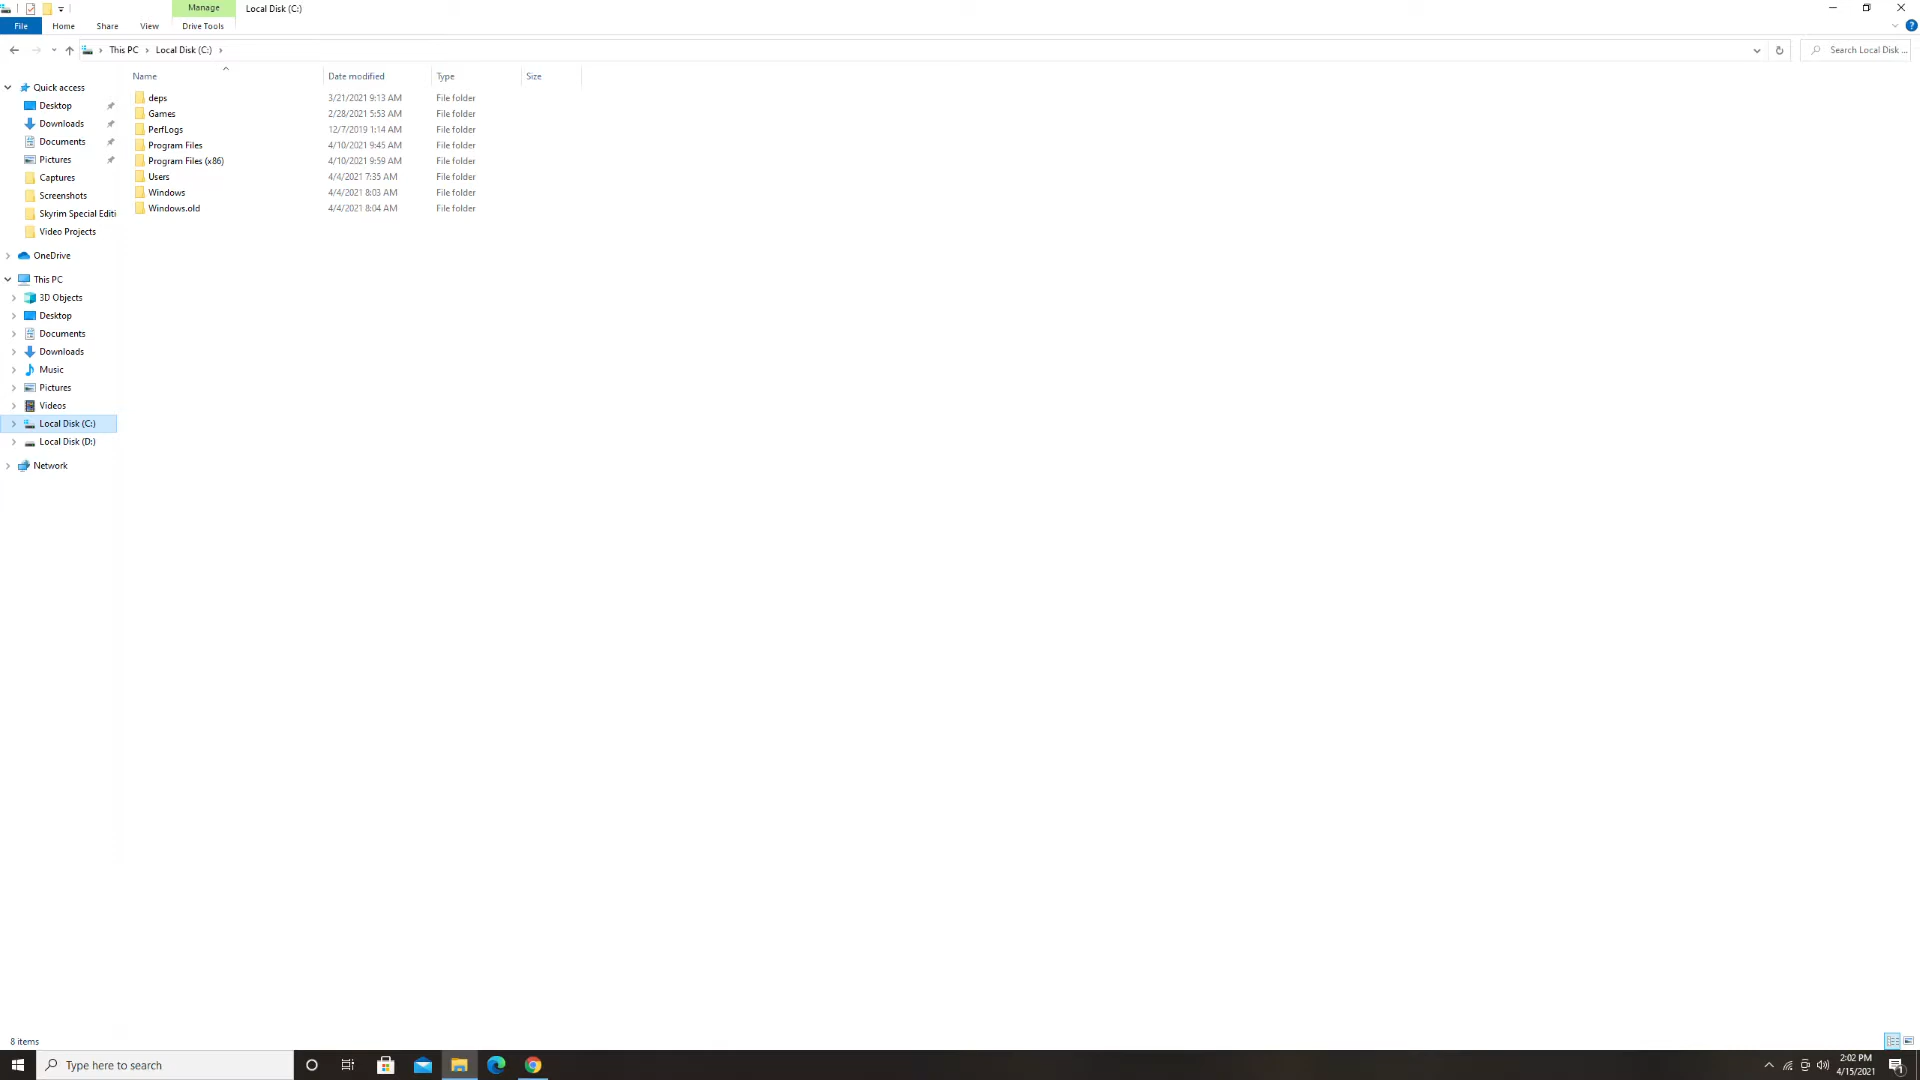 Manage
Local Disk (C:)
File
Home
Share
View
Drive Tools
This PC
Local Disk (C:)
Search Local Disk ...
Name
Date modified
Type
Size
Quick access
Desktop
Downloads
Documents
Pictures
Captures
Screenshots
Skyrim Special Editi
Video Projects
OneDrive
This PC
3D Objects
Desktop
Documents
Downloads
Music
Pictures
Videos
Local Disk (C:)
Local Disk (D:)
Network
deps 3/21/2021 9:13 AM File folder
Games 2/28/2021 5:53 AM File folder
PerfLogs 12/7/2019 1:14 AM File folder
Program Files 4/10/2021 9:45 AM File folder
Program Files (x86) 4/10/2021 9:59 AM File folder
Users 4/4/2021 7:35 AM File folder
Windows 4/4/2021 8:03 AM File folder
Windows.old 4/4/2021 8:04 AM File folder
8 items
Type here to search
2:02 PM
4/15/2021
1